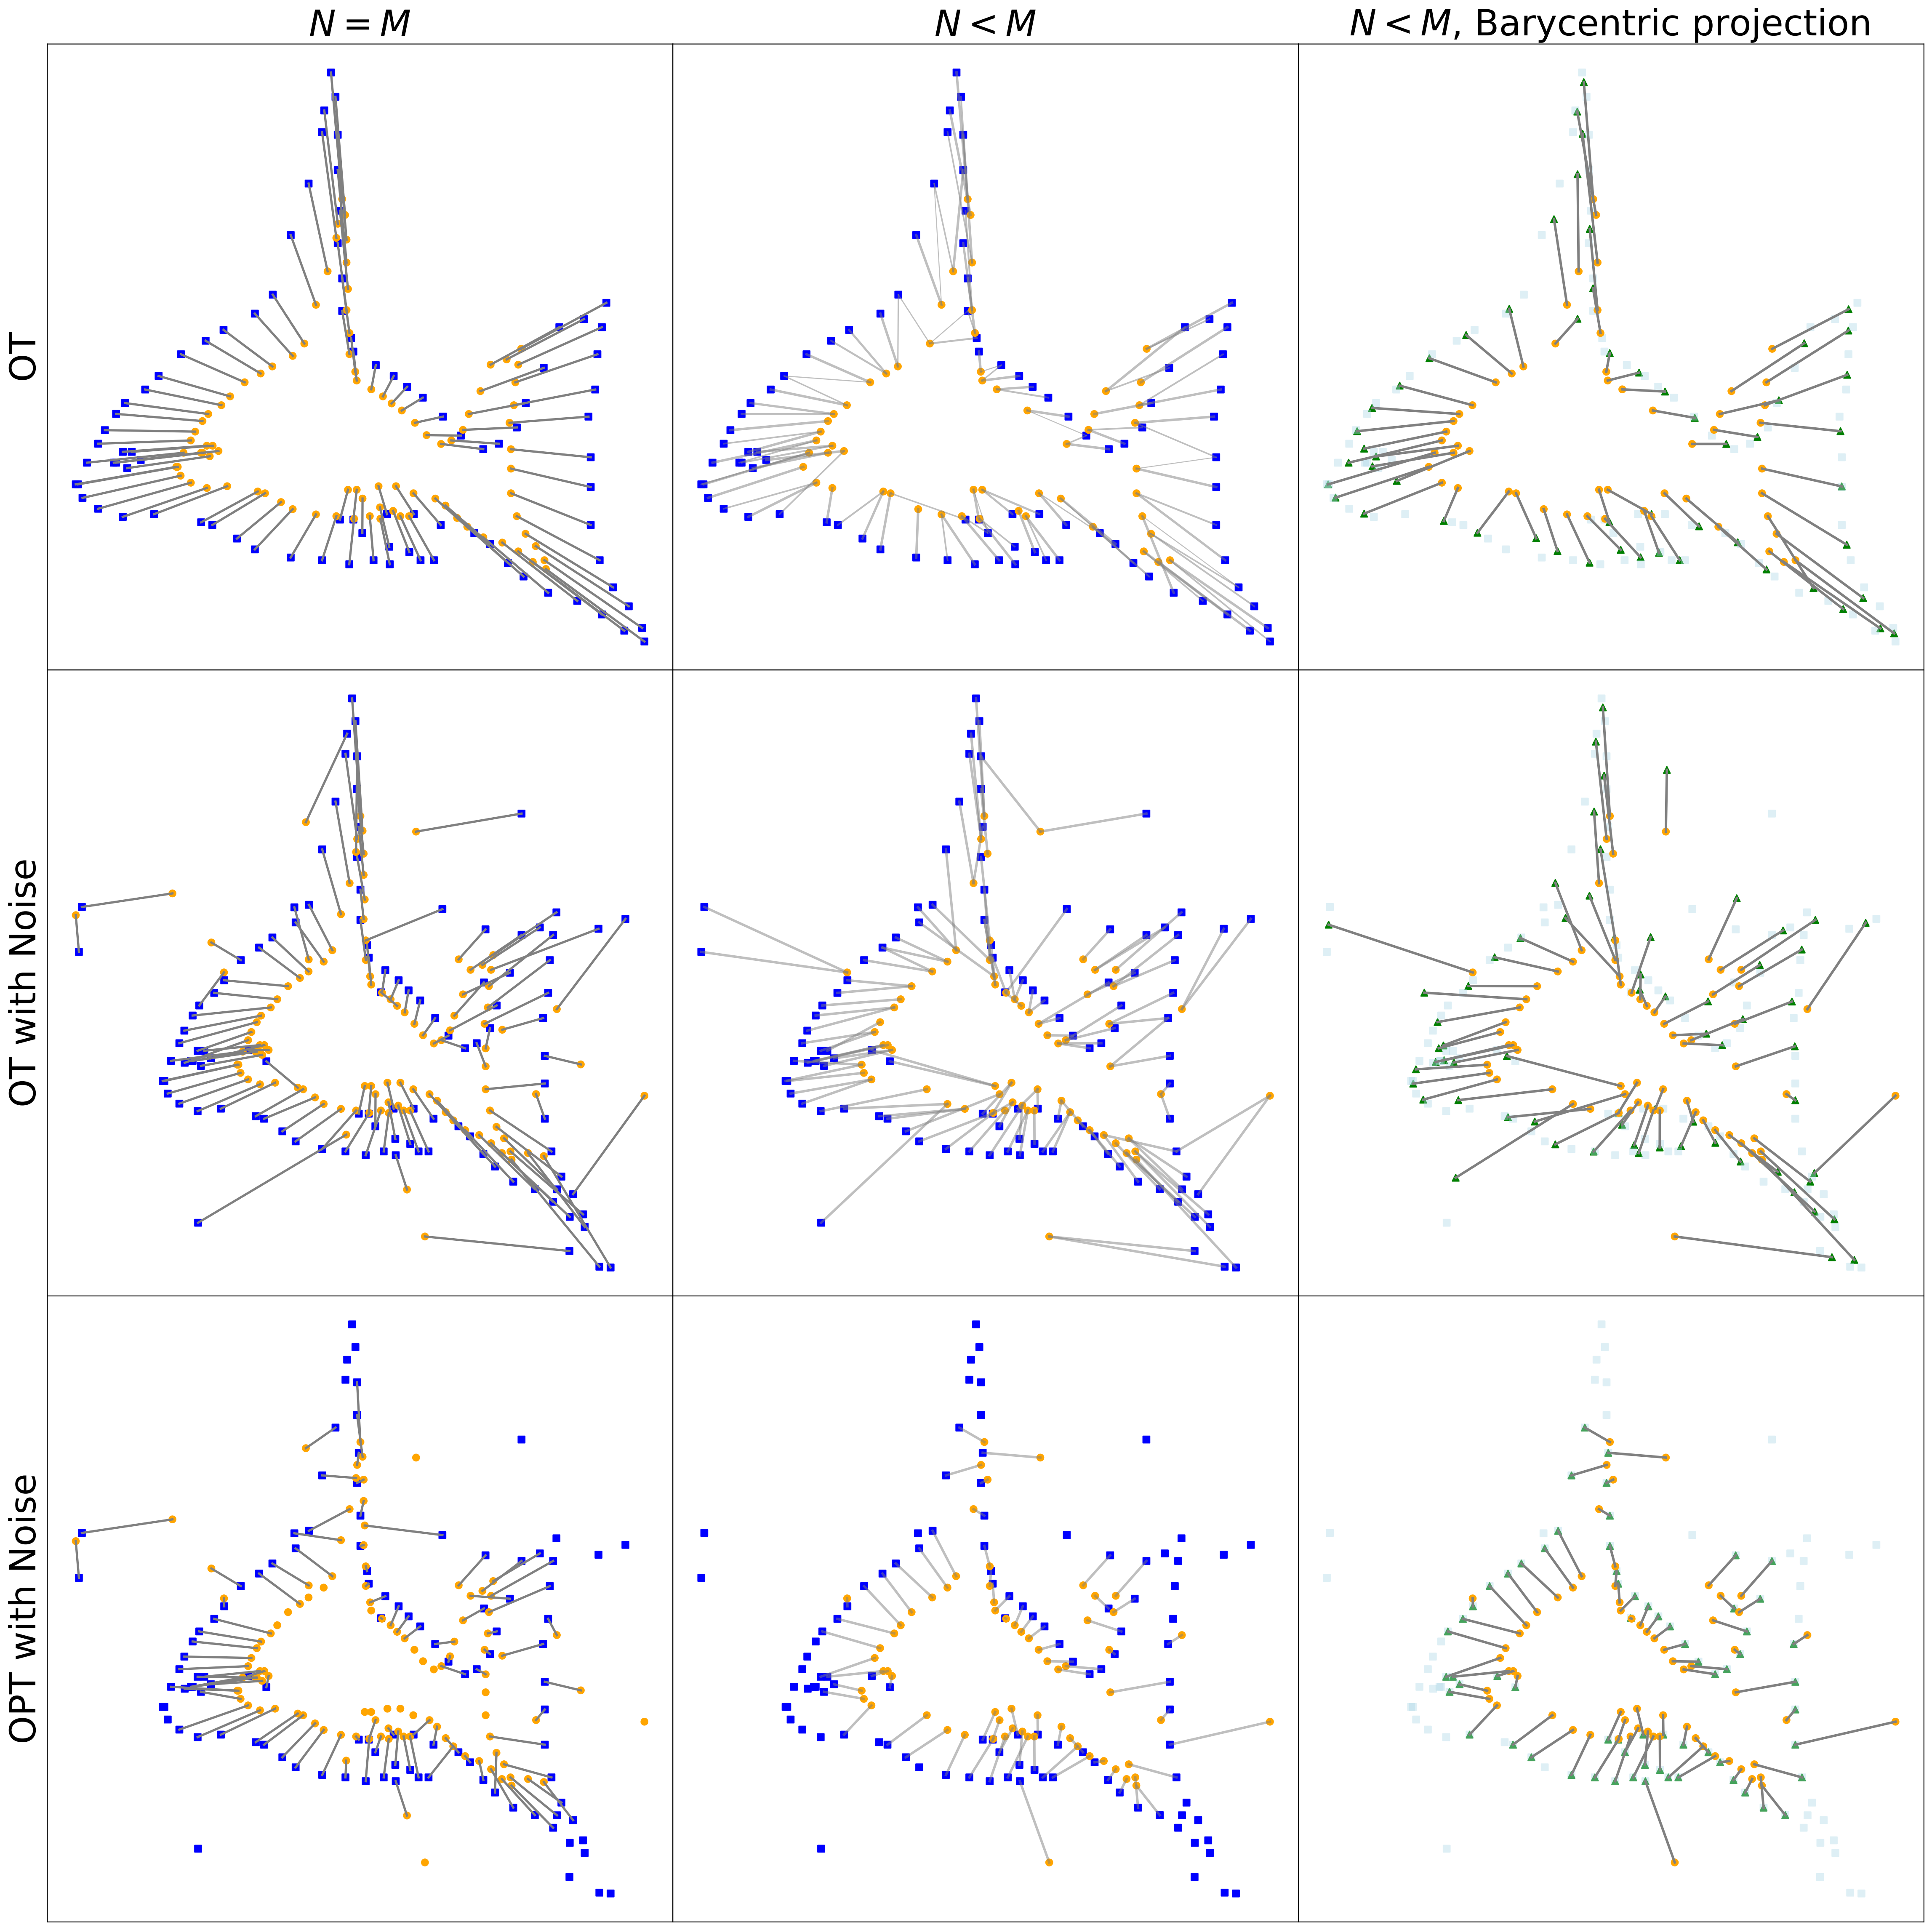 N = M
N < M
N < M, Barycentric projection
OT
OT with Noise
OPT with Noise